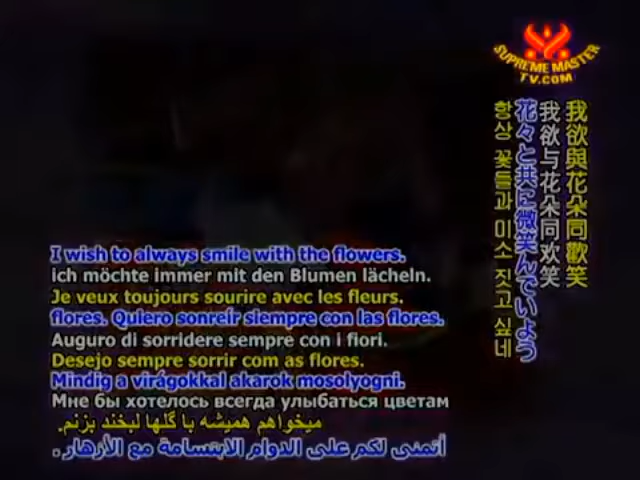 SUPREME MASTER
TV.COM
我欲與花朵同歡笑
我欲与花朵同欢笑
花々と共に微笑んでいよう
항상 꽃들과 미소 짓고 싶네
I wish to always smile with the flowers.
ich möchte immer mit den Blumen lächeln.
Je veux toujours sourire avec les fleurs.
flores. Quiero sonreír siempre con las flores.
Auguro di sorridere sempre con i fiori.
Desejo sempre sorrir com as flores.
Mindig a virágokkal akarok mosolyogni.
Мне бы хотелось всегда улыбаться цветам
میخواهم همیشه با گلها لبخند بزنم.
أتمنى لكم على الدوام الابتسامة مع الأزهار.